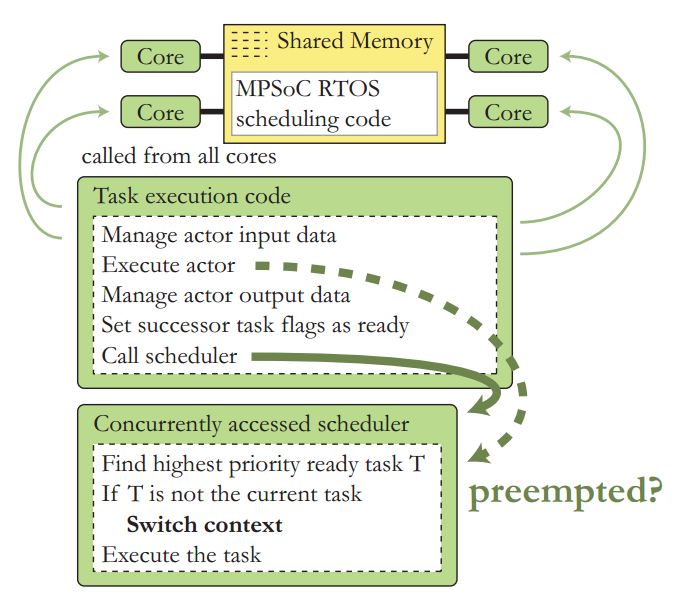 Core
Shared Memory
Core
MPSoC RTOS
Core
scheduling code
Core
called from all cores
Task execution code
Manage actor input data
Execute actor
Manage actor output data
Set successor task flags as ready
Call scheduler
Concurrently accessed scheduler
Find highest priority ready task T
If T is not the current task
Switch context
Execute the task
preempted?